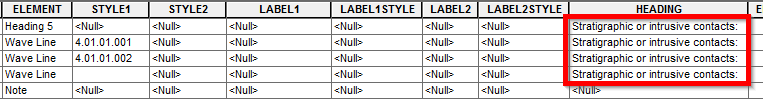 ELEMENT STYLE1 STYLE2 LABEL1 LABEL1STYLE LABEL2 LABEL2STYLE HEADING
Heading 5 <Null> <Null> <Null> <Null> <Null> <Null> Stratigraphic or intrusive contacts:
Wave Line 4.01.01.001 <Null> <Null> <Null> <Null> <Null> Stratigraphic or intrusive contacts:
Wave Line 4.01.01.002 <Null> <Null> <Null> <Null> <Null> Stratigraphic or intrusive contacts:
Wave Line <Null> <Null> <Null> <Null> <Null> Stratigraphic or intrusive contacts:
Note <Null> <Null> <Null> <Null> <Null> <Null> <Null>